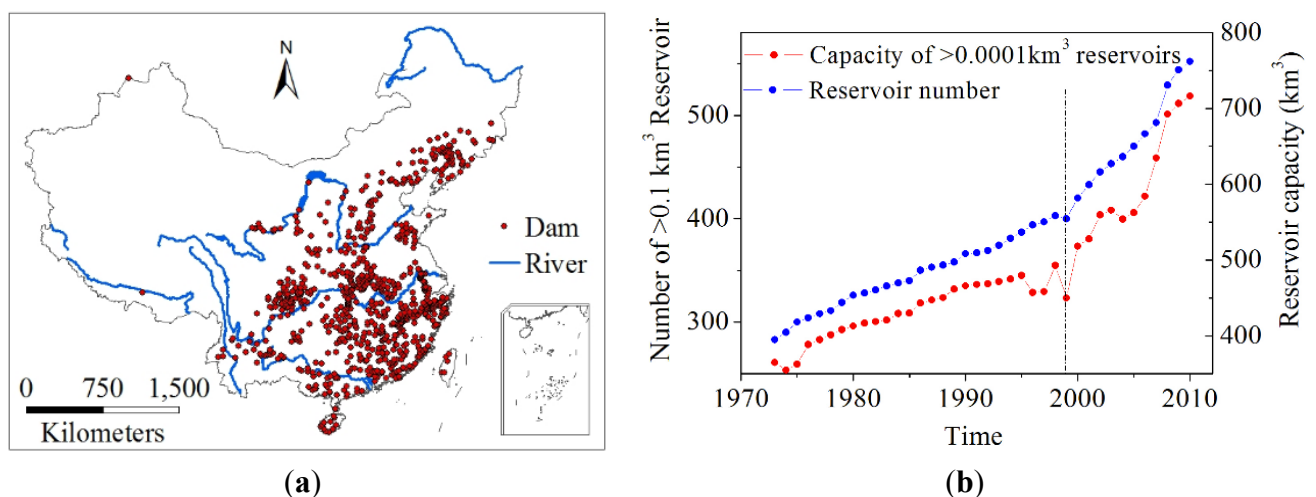 N
Dam
River
0 750 1,500
Kilometers
(a)
Number of >0.1 km³ Reservoir
500
400
300
Capacity of >0.0001km³ reservoirs
Reservoir number
800
700
600
500
400
Reservoir capacity (km³)
1970 1980 1990 2000 2010
Time
(b)